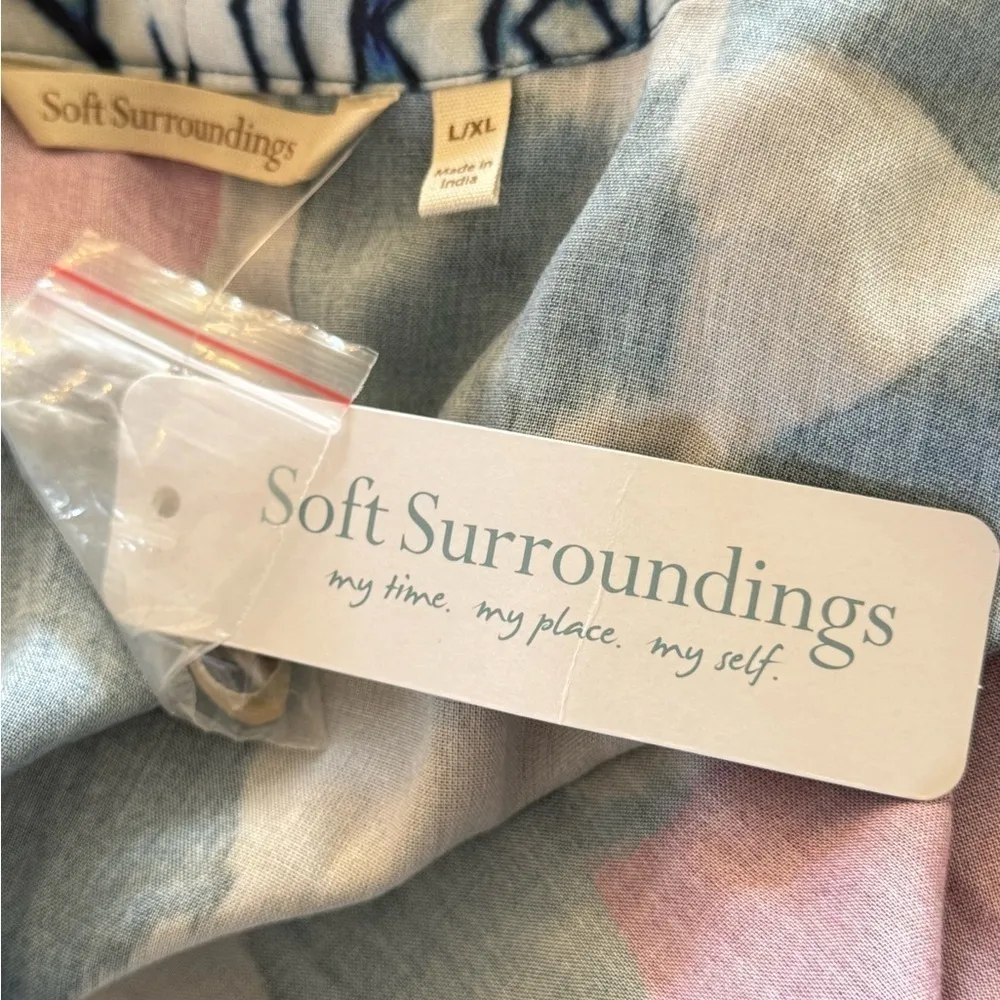 Soft Surroundings
L/XL
Made in
India
Soft Surroundings
my time. my place. my self.